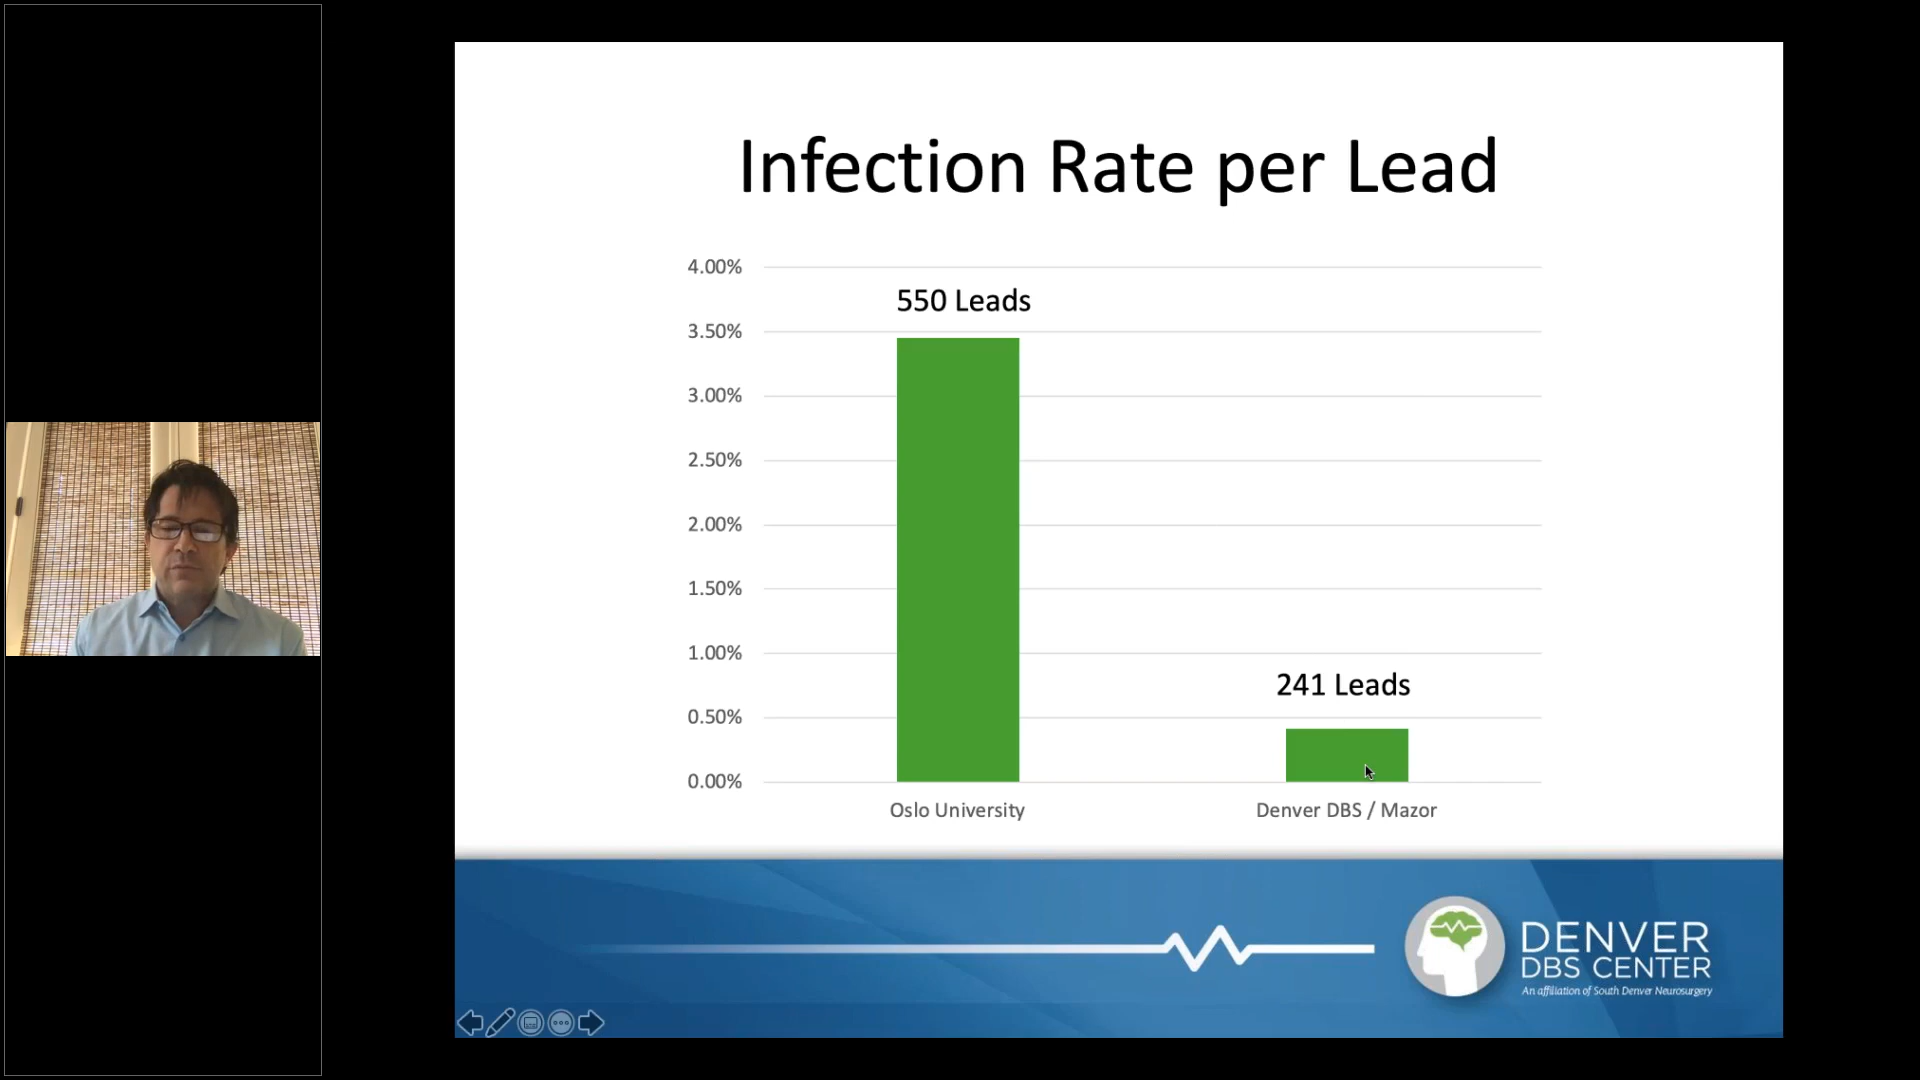 Infection Rate per Lead
4.00%
550 Leads
3.50%
3.00%
2.50%
2.00%
1.50%
1.00%
241 Leads
0.50%
0.00%
Oslo University
Denver DBS / Mazor
DENVER
DBS CENTER
An affiliation of South Denver Neurosurgery